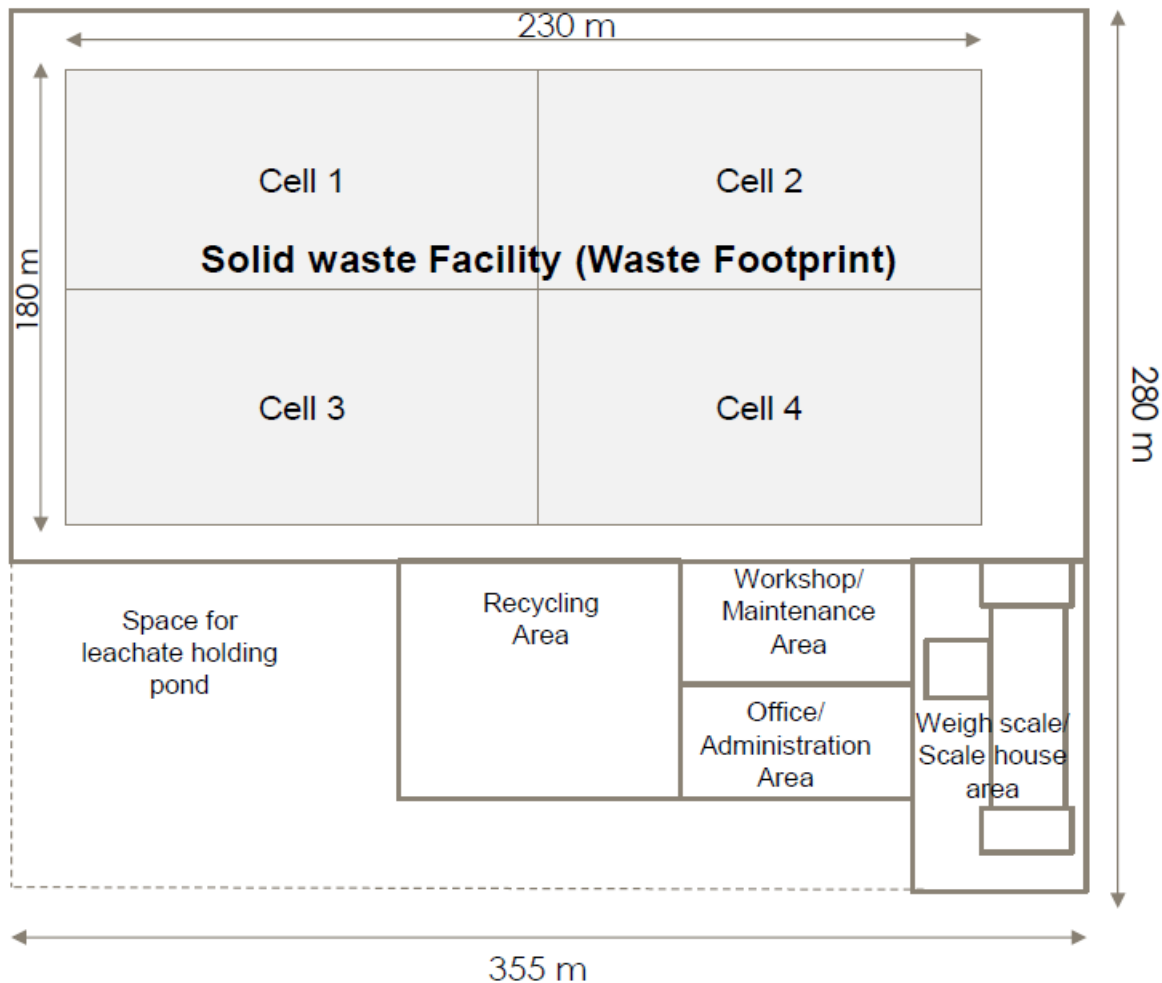 230 m
Cell 1
Cell 2
180 m
Solid waste Facility (Waste Footprint)
Cell 3
Cell 4
280 m
Space for
leachate holding
pond
Recycling
Area
Workshop/
Maintenance
Area
Office/
Administration
Area
Weigh scale/
Scale house
area
355 m